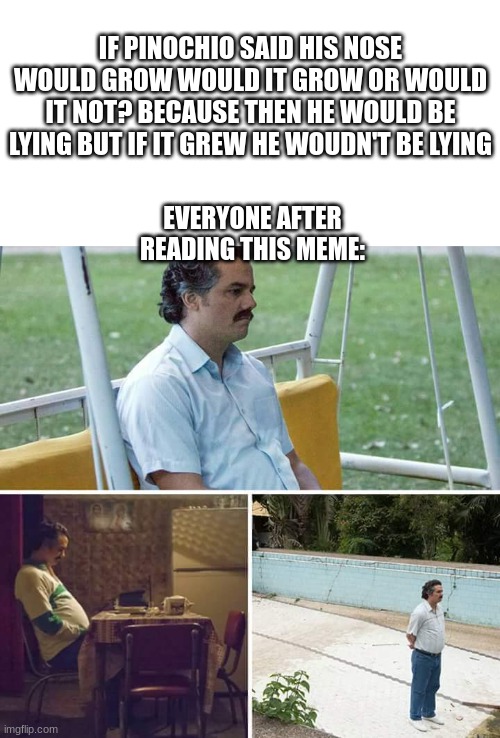 IF PINOCHIO SAID HIS NOSE
WOULD GROW WOULD IT GROW OR WOULD
IT NOT? BECAUSE THEN HE WOULD BE
LYING BUT IF IT GREW HE WOUDN'T BE LYING
EVERYONE AFTER
READING THIS MEME:
imgflip.com